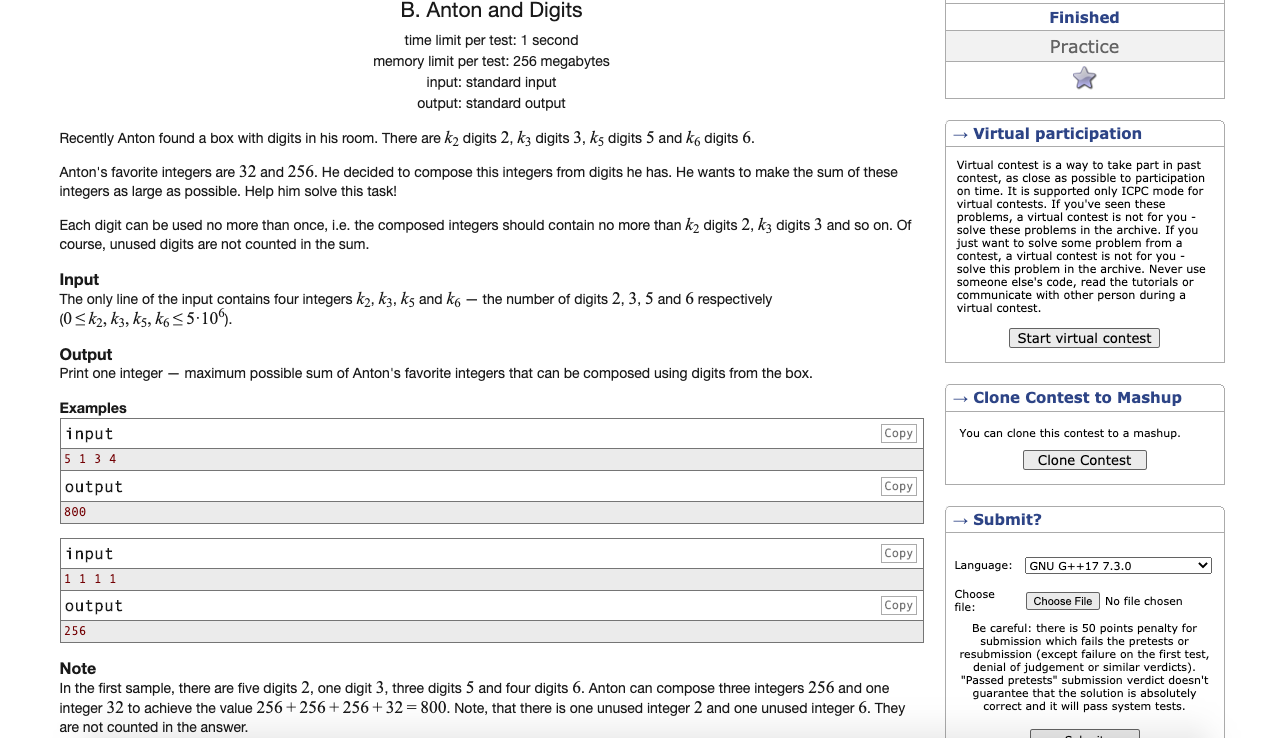 B. Anton and Digits
time limit per test: 1 second
memory limit per test: 256 megabytes
input: standard input
output: standard output
Recently Anton found a box with digits in his room. There are k2 digits 2, k3 digits 3, k5 digits 5 and k6 digits 6.
Anton's favorite integers are 32 and 256. He decided to compose this integers from digits he has. He wants to make the sum of these
integers as large as possible. Help him solve this task!
Each digit can be used no more than once, i.e. the composed integers should contain no more than k2 digits 2, k3 digits 3 and so on. Of
course, unused digits are not counted in the sum.
Input
The only line of the input contains four integers k2, k3, k5 and k6 — the number of digits 2, 3, 5 and 6 respectively
(0 ≤ k2, k3, k5, k6 ≤ 5·10^6).
Output
Print one integer — maximum possible sum of Anton's favorite integers that can be composed using digits from the box.
Examples
input
Copy
5 1 3 4
output
Copy
800
input
Copy
1 1 1 1
output
Copy
256
Note
In the first sample, there are five digits 2, one digit 3, three digits 5 and four digits 6. Anton can compose three integers 256 and one
integer 32 to achieve the value 256 + 256 + 256 + 32 = 800. Note, that there is one unused integer 2 and one unused integer 6. They
are not counted in the answer.
Finished
Practice
→ Virtual participation
Virtual contest is a way to take part in past
contest, as close as possible to participation
on time. It is supported only ICPC mode for
virtual contests. If you've seen these
problems, a virtual contest is not for you -
solve these problems in the archive. If you
just want to solve some problem from a
contest, a virtual contest is not for you -
solve this problem in the archive. Never use
someone else's code, read the tutorials or
communicate with other person during a
virtual contest.
Start virtual contest
→ Clone Contest to Mashup
You can clone this contest to a mashup.
Clone Contest
→ Submit?
Language: GNU G++17 7.3.0
Choose
file:
Choose File No file chosen
Be careful: there is 50 points penalty for
submission which fails the pretests or
resubmission (except failure on the first test,
denial of judgement or similar verdicts).
"Passed pretests" submission verdict doesn't
guarantee that the solution is absolutely
correct and it will pass system tests.